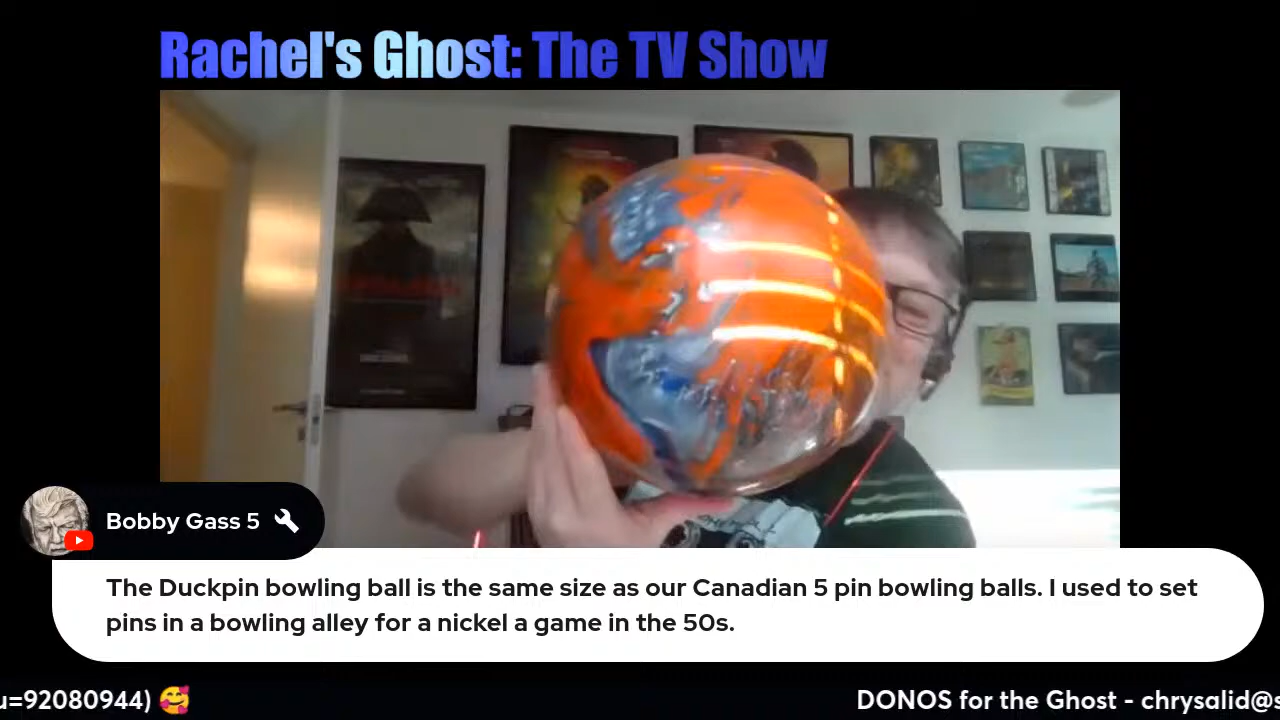 Rachel's Ghost: The TV Show
Bobby Gass 5
The Duckpin bowling ball is the same size as our Canadian 5 pin bowling balls. I used to set
pins in a bowling alley for a nickel a game in the 50s.
u=92080944) 🥰 DONOS for the Ghost - chrysalid@s